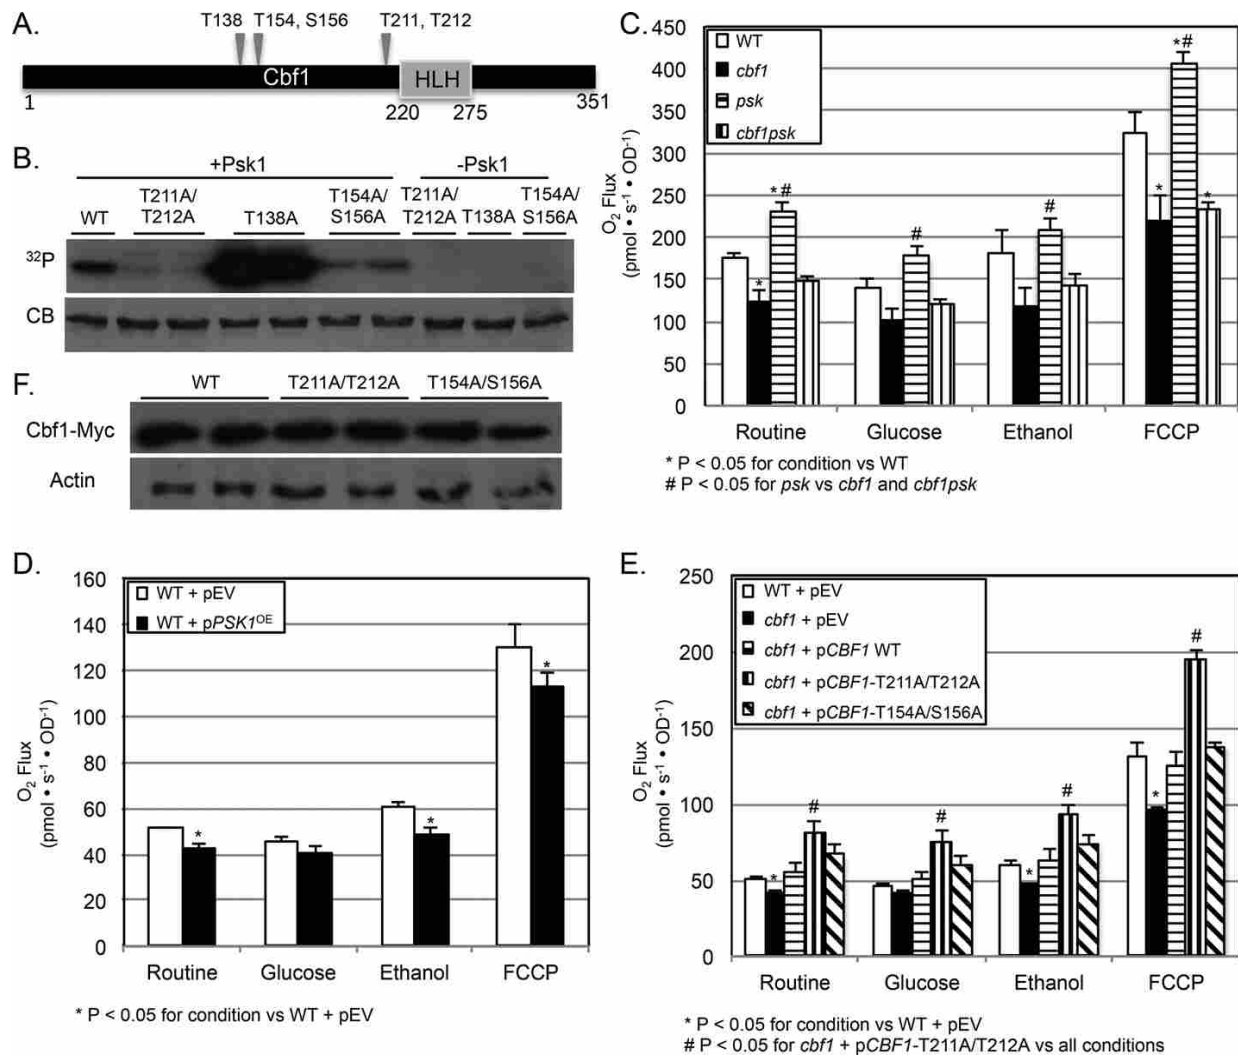 A.
T138 T154, S156 T211, T212
Cbf1
HLH
1 220 275 351
B.
+Psk1 -Psk1
WT T211A/T212A T138A T154A/S156A T211A/T212A T138A T154A/S156A
32P
CB
F.
WT T211A/T212A T154A/S156A
Cbf1-Myc
Actin
C.
WT
cbf1
psk
cbf1psk
O2 Flux
(pmol • s-1 • OD-1)
450
400
350
300
250
200
150
100
50
0
*
*#
#
#
*
*#
*
Routine Glucose Ethanol FCCP
* P < 0.05 for condition vs WT
# P < 0.05 for psk vs cbf1 and cbf1psk
D.
WT + pEV
WT + pPSK1OE
O2 Flux
(pmol • s-1 • OD-1)
160
140
120
100
80
60
40
20
0
*
*
*
Routine Glucose Ethanol FCCP
* P < 0.05 for condition vs WT + pEV
E.
WT + pEV
cbf1 + pEV
cbf1 + pCBF1 WT
cbf1 + pCBF1-T211A/T212A
cbf1 + pCBF1-T154A/S156A
O2 Flux
(pmol • s-1 • OD-1)
250
200
150
100
50
0
*
#
#
*
#
*
#
Routine Glucose Ethanol FCCP
* P < 0.05 for condition vs WT + pEV
# P < 0.05 for cbf1 + pCBF1-T211A/T212A vs all conditions